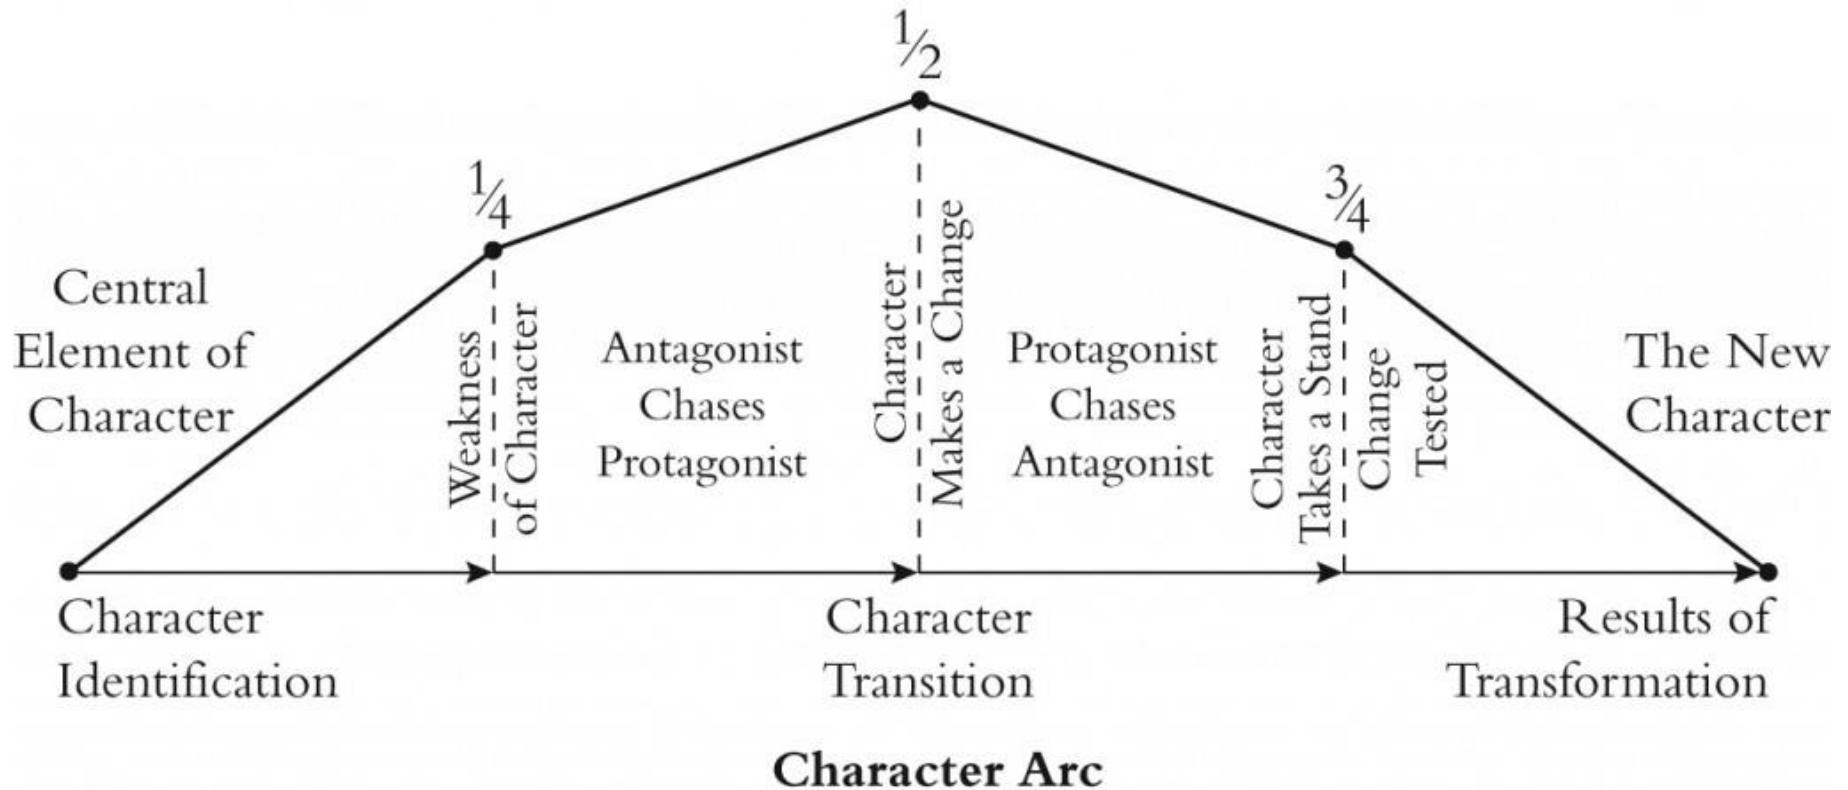 1/2
1/4
3/4
Central
Element of
Character
Weakness
of Character
Antagonist
Chases
Protagonist
Character
Makes a Change
Protagonist
Chases
Antagonist
Character
Takes a Stand
Change
Tested
The New
Character
Character
Identification
Character
Transition
Results of
Transformation
Character Arc